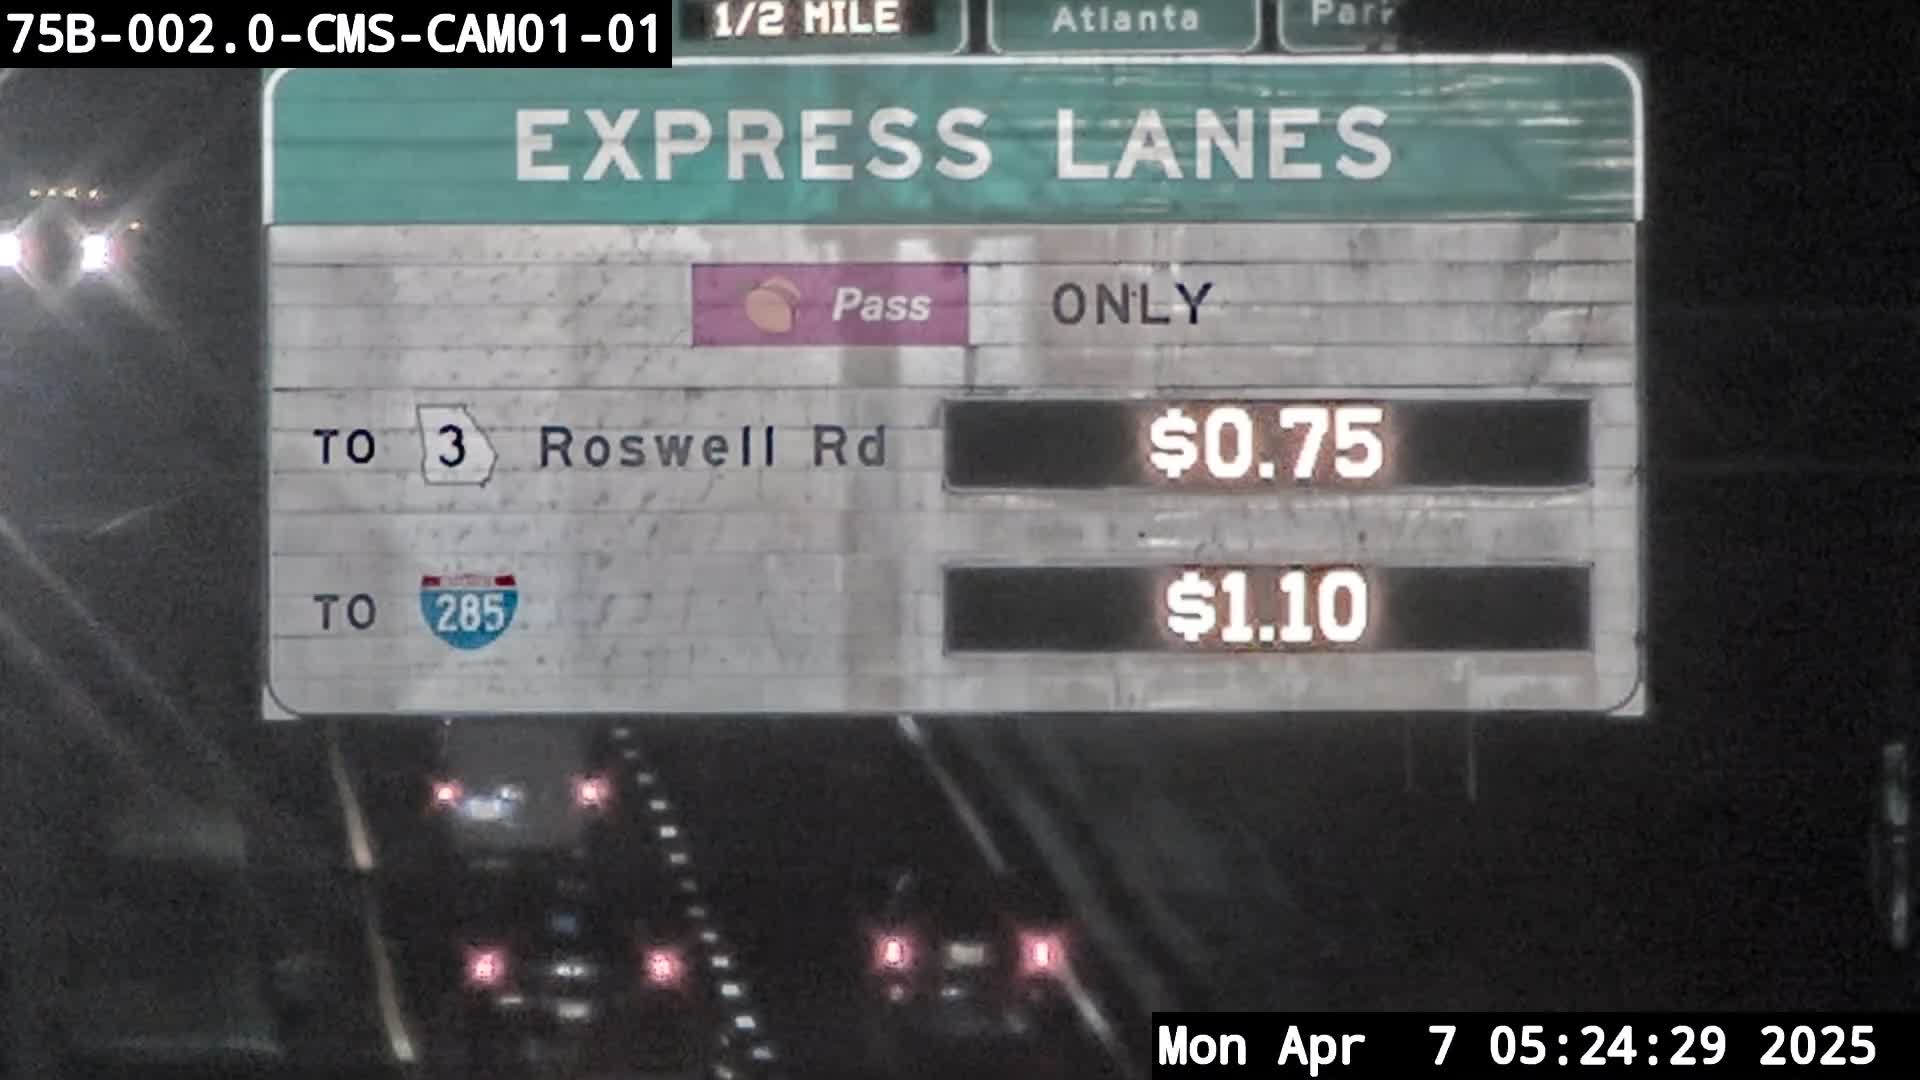 75B-002.0-CMS-CAM01-01
1/2 MILE
Atlanta
EXPRESS LANES
Pass ONLY
TO 3 Roswell Rd $0.75
TO 285 $1.10
Mon Apr 7 05:24:29 2025